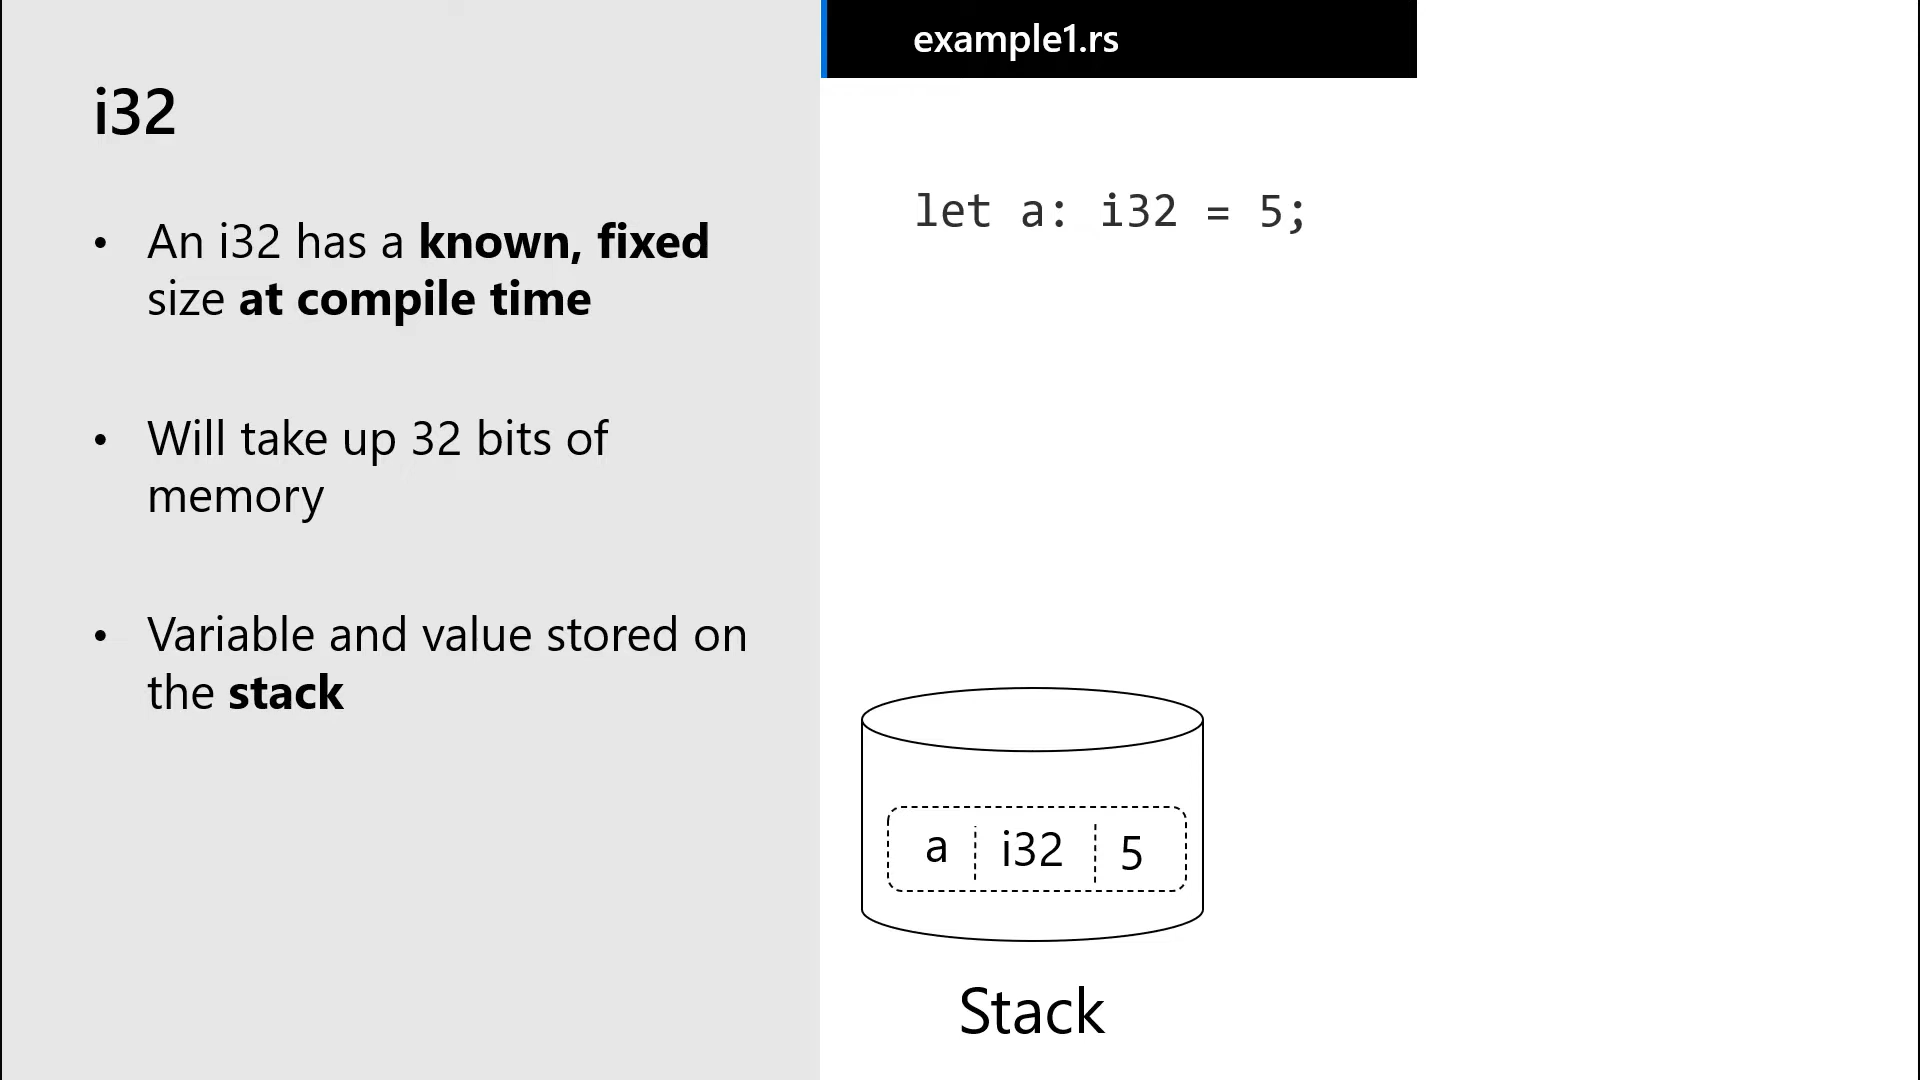 i32
• An i32 has a known, fixed
size at compile time
• Will take up 32 bits of
memory
• Variable and value stored on
the stack
example1.rs
let a: i32 = 5;
a i32 5
Stack